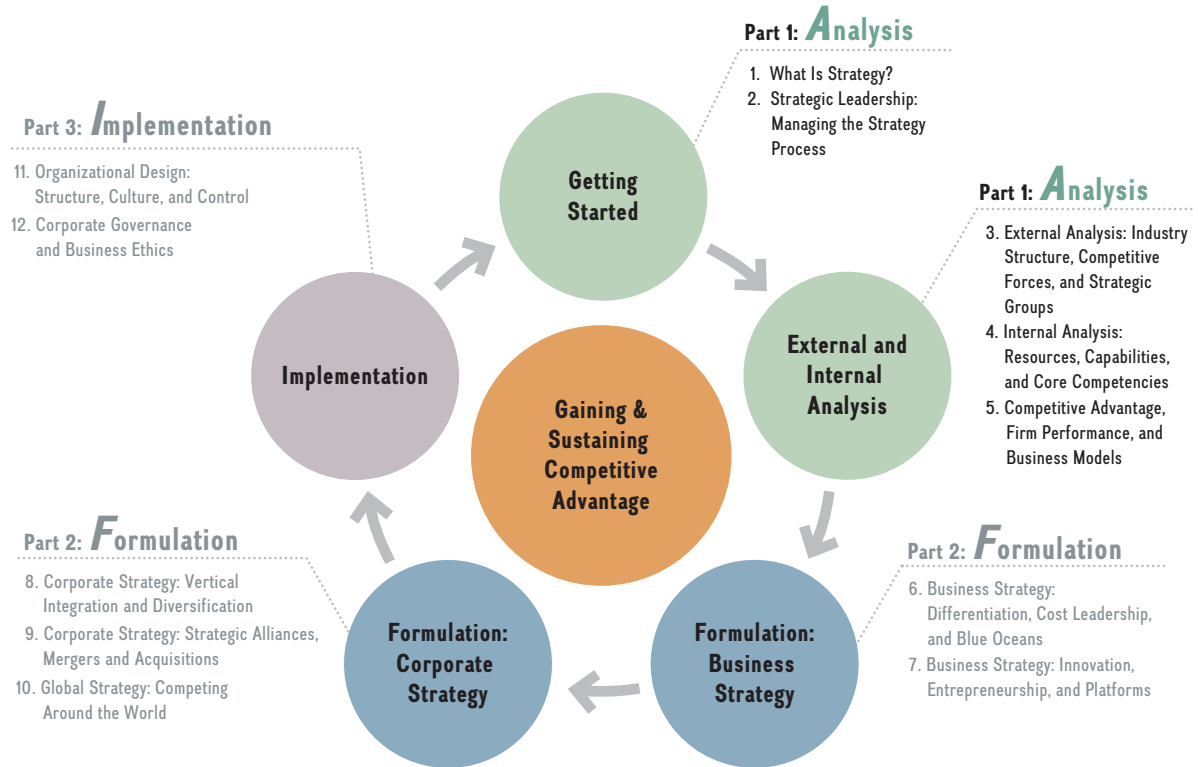 Part 1: Analysis
1. What Is Strategy?
2. Strategic Leadership:
Managing the Strategy
Process
Getting
Started
Part 1: Analysis
3. External Analysis: Industry
Structure, Competitive
Forces, and Strategic
Groups
4. Internal Analysis:
Resources, Capabilities,
and Core Competencies
5. Competitive Advantage,
Firm Performance, and
Business Models
External and
Internal
Analysis
Part 2: Formulation
6. Business Strategy:
Differentiation, Cost Leadership,
and Blue Oceans
7. Business Strategy: Innovation,
Entrepreneurship, and Platforms
Formulation:
Business
Strategy
Part 2: Formulation
8. Corporate Strategy: Vertical
Integration and Diversification
9. Corporate Strategy: Strategic Alliances,
Mergers and Acquisitions
10. Global Strategy: Competing
Around the World
Formulation:
Corporate
Strategy
Part 3: Implementation
11. Organizational Design:
Structure, Culture, and Control
12. Corporate Governance
and Business Ethics
Implementation
Gaining &
Sustaining
Competitive
Advantage